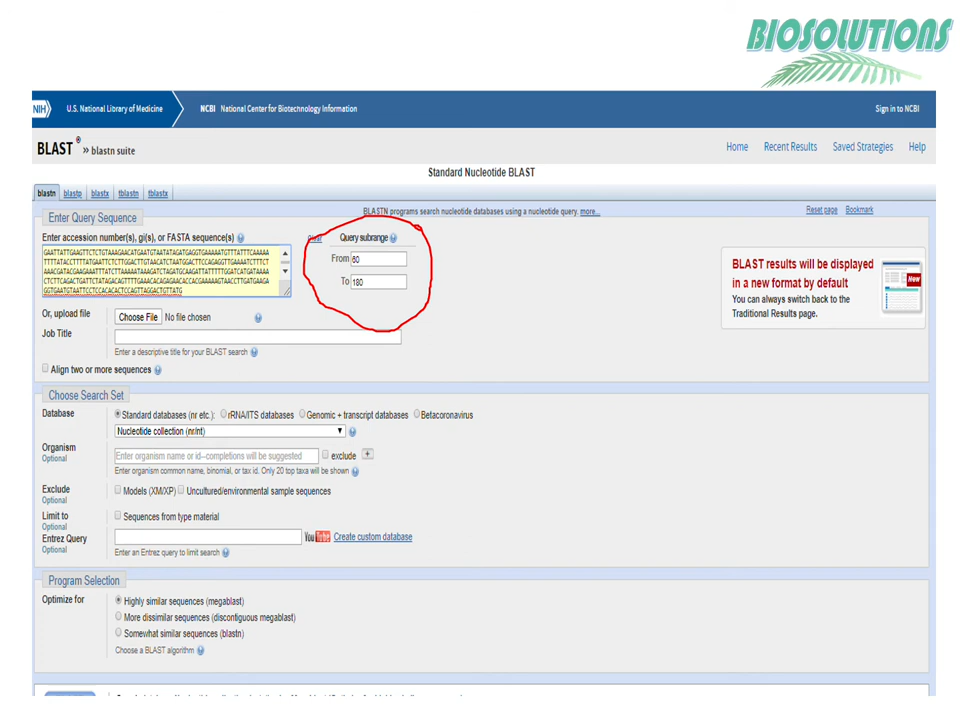 BIOSOLUTIONS
NIH U.S. National Library of Medicine NCBI National Center for Biotechnology Information Sign in to NCBI
BLAST ® » blastn suite Home Recent Results Saved Strategies Help
Standard Nucleotide BLAST
blastn blastp blastx tblastn tblastx
BLASTN programs search nucleotide databases using a nucleotide query. more... Reset page Bookmark
Enter Query Sequence
Enter accession number(s), gi(s), or FASTA sequence(s) Clear Query subrange
From 60
To 180
GGTGAATGTAATTCCTCCACACACTCCAGTTAGGACTGTTATG
BLAST results will be displayed
in a new format by default
You can always switch back to the
Traditional Results page.
New
Or, upload file Choose File No file chosen
Job Title
Enter a descriptive title for your BLAST search
Align two or more sequences
Choose Search Set
Database Standard databases (nr etc.): rRNA/ITS databases Genomic + transcript databases Betacoronavirus
Nucleotide collection (nr/nt)
Organism
Optional
Enter organism name or id--completions will be suggested exclude +
Enter organism common name, binomial, or tax id. Only 20 top taxa will be shown
Exclude
Optional
Models (XM/XP) Uncultured/environmental sample sequences
Limit to
Optional
Sequences from type material
Entrez Query
Optional
YouTube Create custom database
Enter an Entrez query to limit search
Program Selection
Optimize for Highly similar sequences (megablast)
More dissimilar sequences (discontiguous megablast)
Somewhat similar sequences (blastn)
Choose a BLAST algorithm